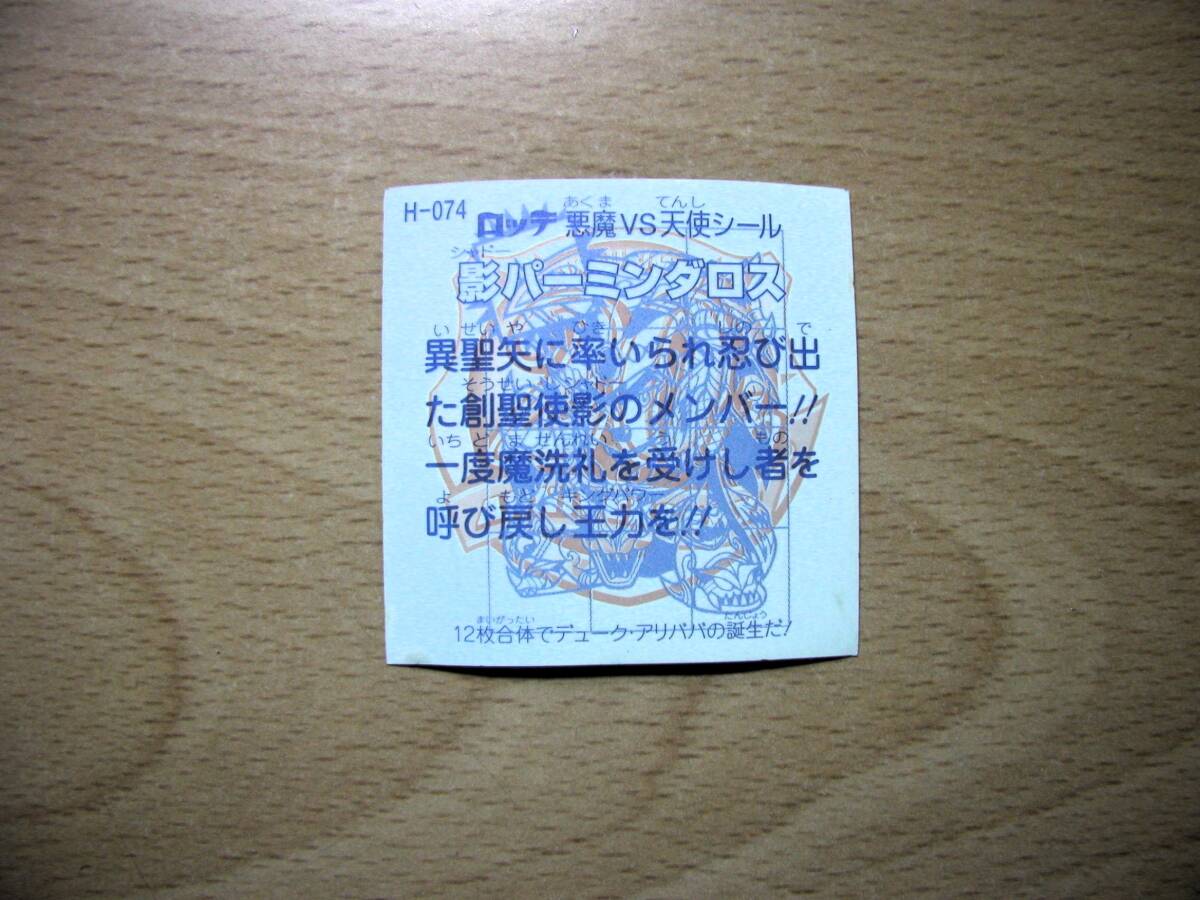 H-074 ロッテ 悪魔VS天使シール
影パーミンダロス
異聖矢に率いられ忍び出
た創聖使影のメンバー!!
一度魔洗礼を受けし者を
呼び戻し王力を!!
12枚合体でデューク・アリババの誕生だ!